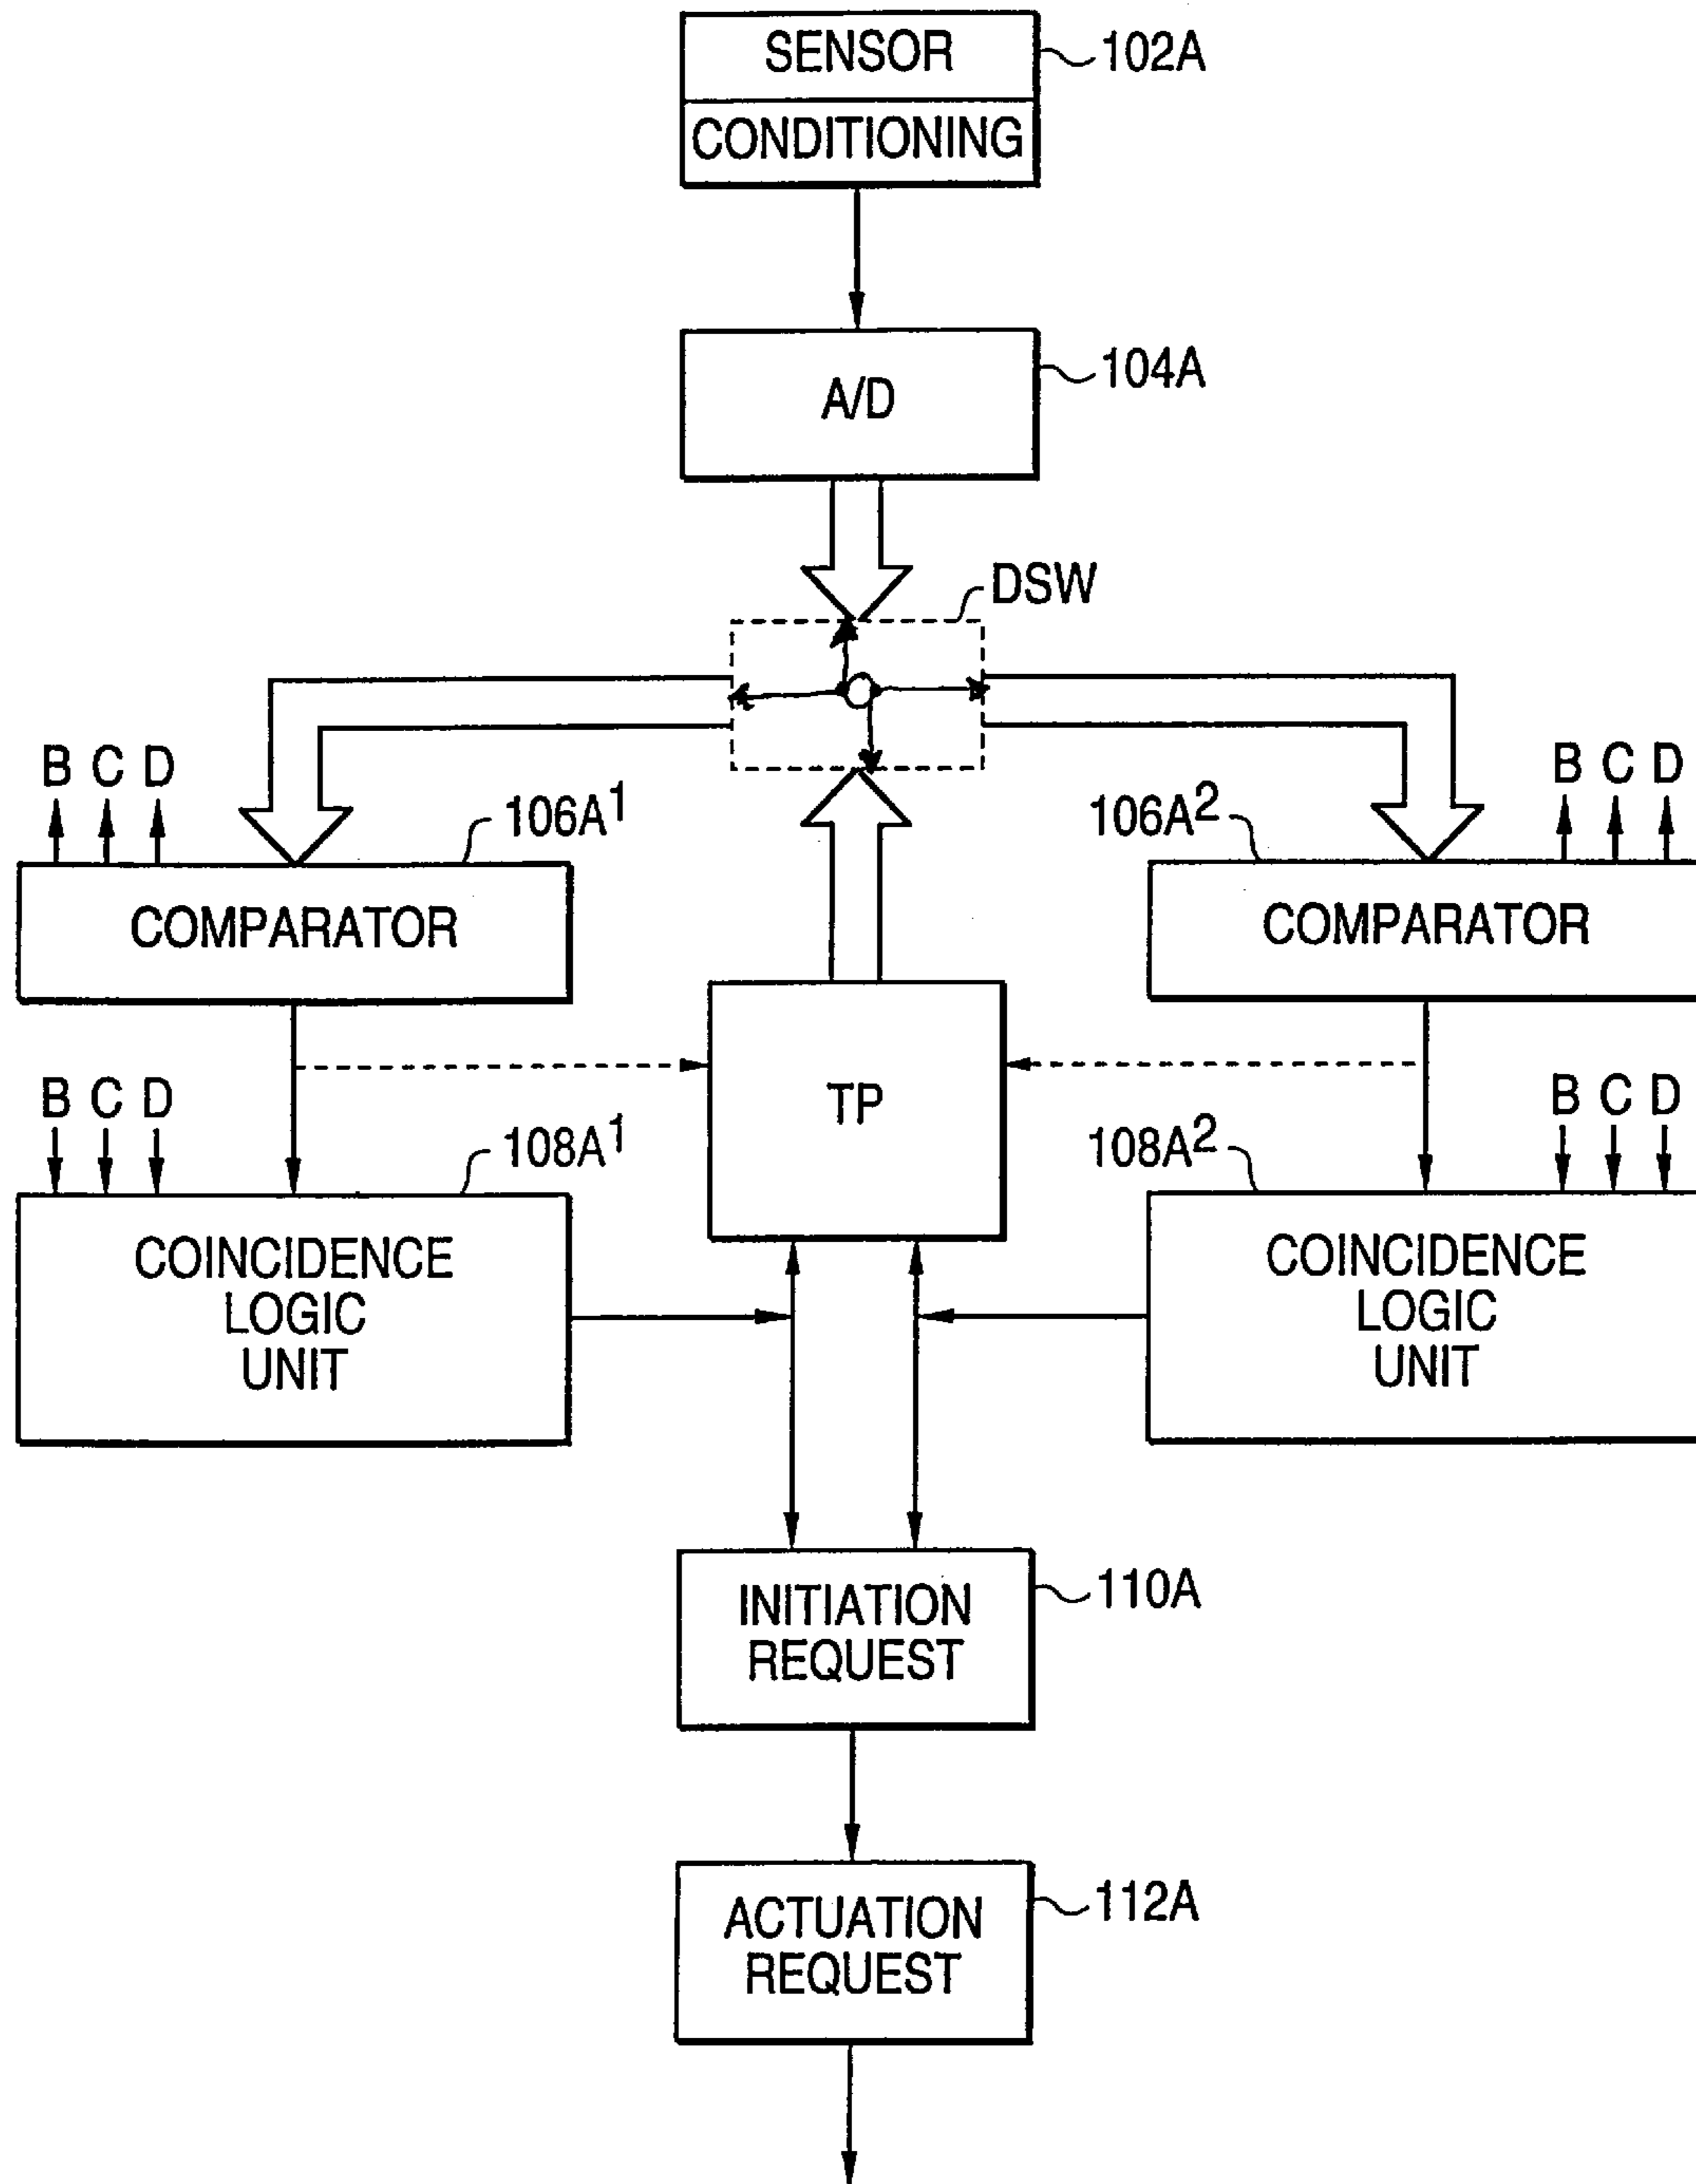 SENSOR
102A
CONDITIONING
A/D
104A
DSW
B C D
106A1
106A2
B C D
COMPARATOR
COMPARATOR
TP
B C D
108A1
108A2
B C D
COINCIDENCE
LOGIC
UNIT
COINCIDENCE
LOGIC
UNIT
INITIATION
REQUEST
110A
ACTUATION
REQUEST
112A